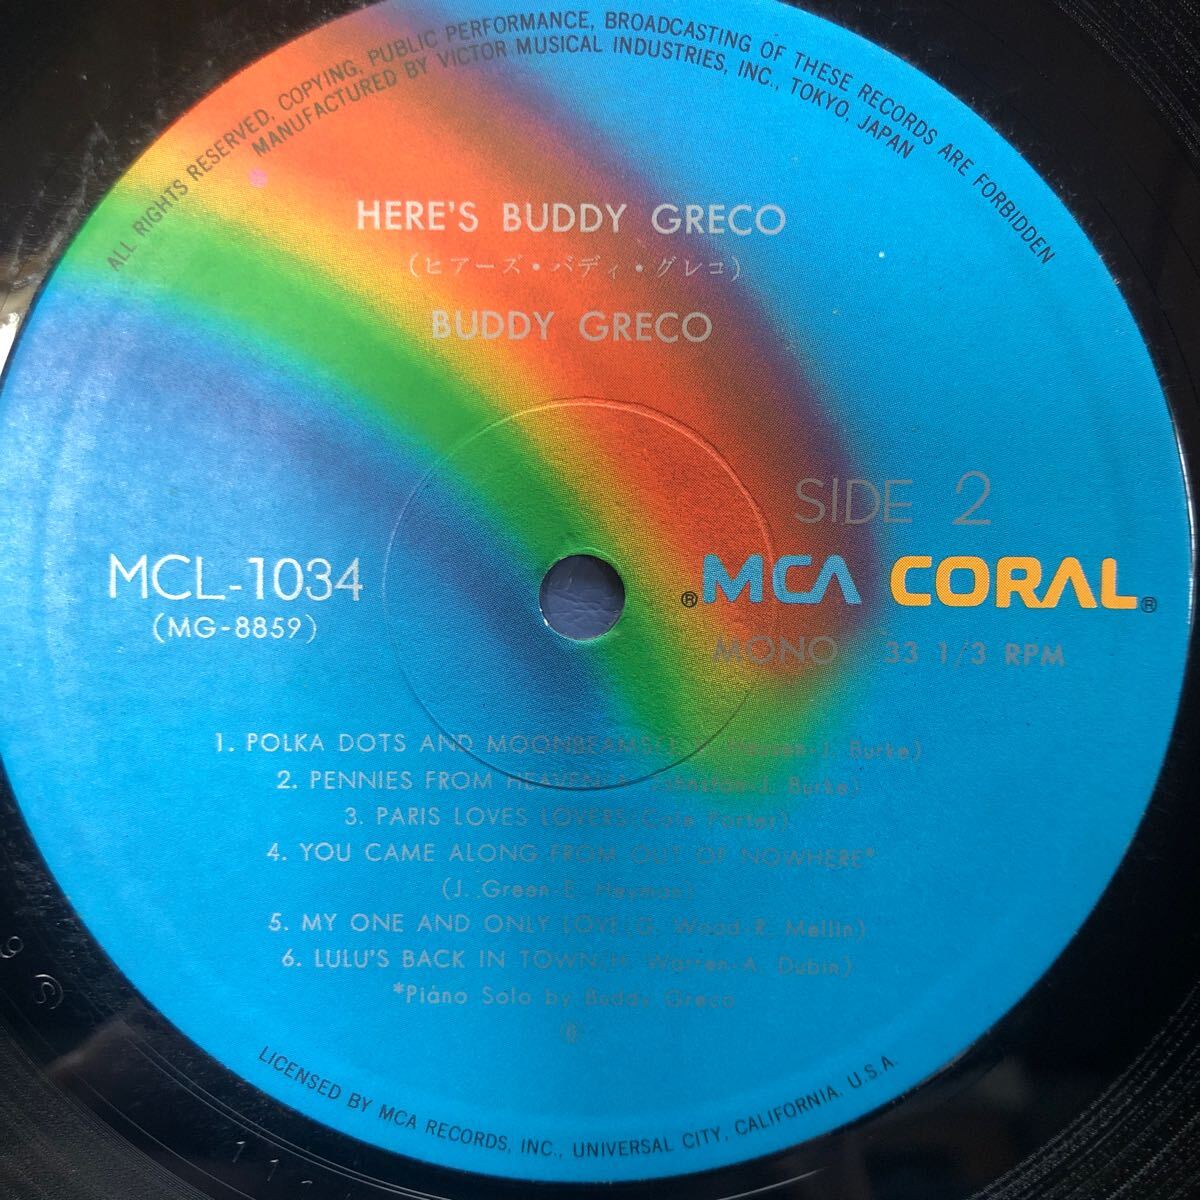 ALL RIGHTS RESERVED, COPYING, PUBLIC PERFORMANCE, BROADCASTING OF THESE RECORDS ARE FORBIDDEN
MANUFACTURED BY VICTOR MUSICAL INDUSTRIES, INC., TOKYO, JAPAN
HERE'S BUDDY GRECO
(ヒアーズ・バディ・グレコ)
BUDDY GRECO
SIDE 2
MCL-1034
(MG-8859)
®MCA CORAL®
MONO 33 1/3 RPM
1. POLKA DOTS AND MOONBEAMS J. Burke)
2. PENNIES FROM HEAVEN Johnston-J. Burke)
3. PARIS LOVES LOVERS(Cole Porter)
4. YOU CAME ALONG FROM OUT OF NOWHERE*
(J. Green-E. Heyman)
5. MY ONE AND ONLY LOVE(G. Wood-R. Mellin)
6. LULU'S BACK IN TOWN(H. Warren-A. Dubin)
*Piano Solo by Buddy Greco
LICENSED BY MCA RECORDS, INC., UNIVERSAL CITY, CALIFORNIA, U.S.A.